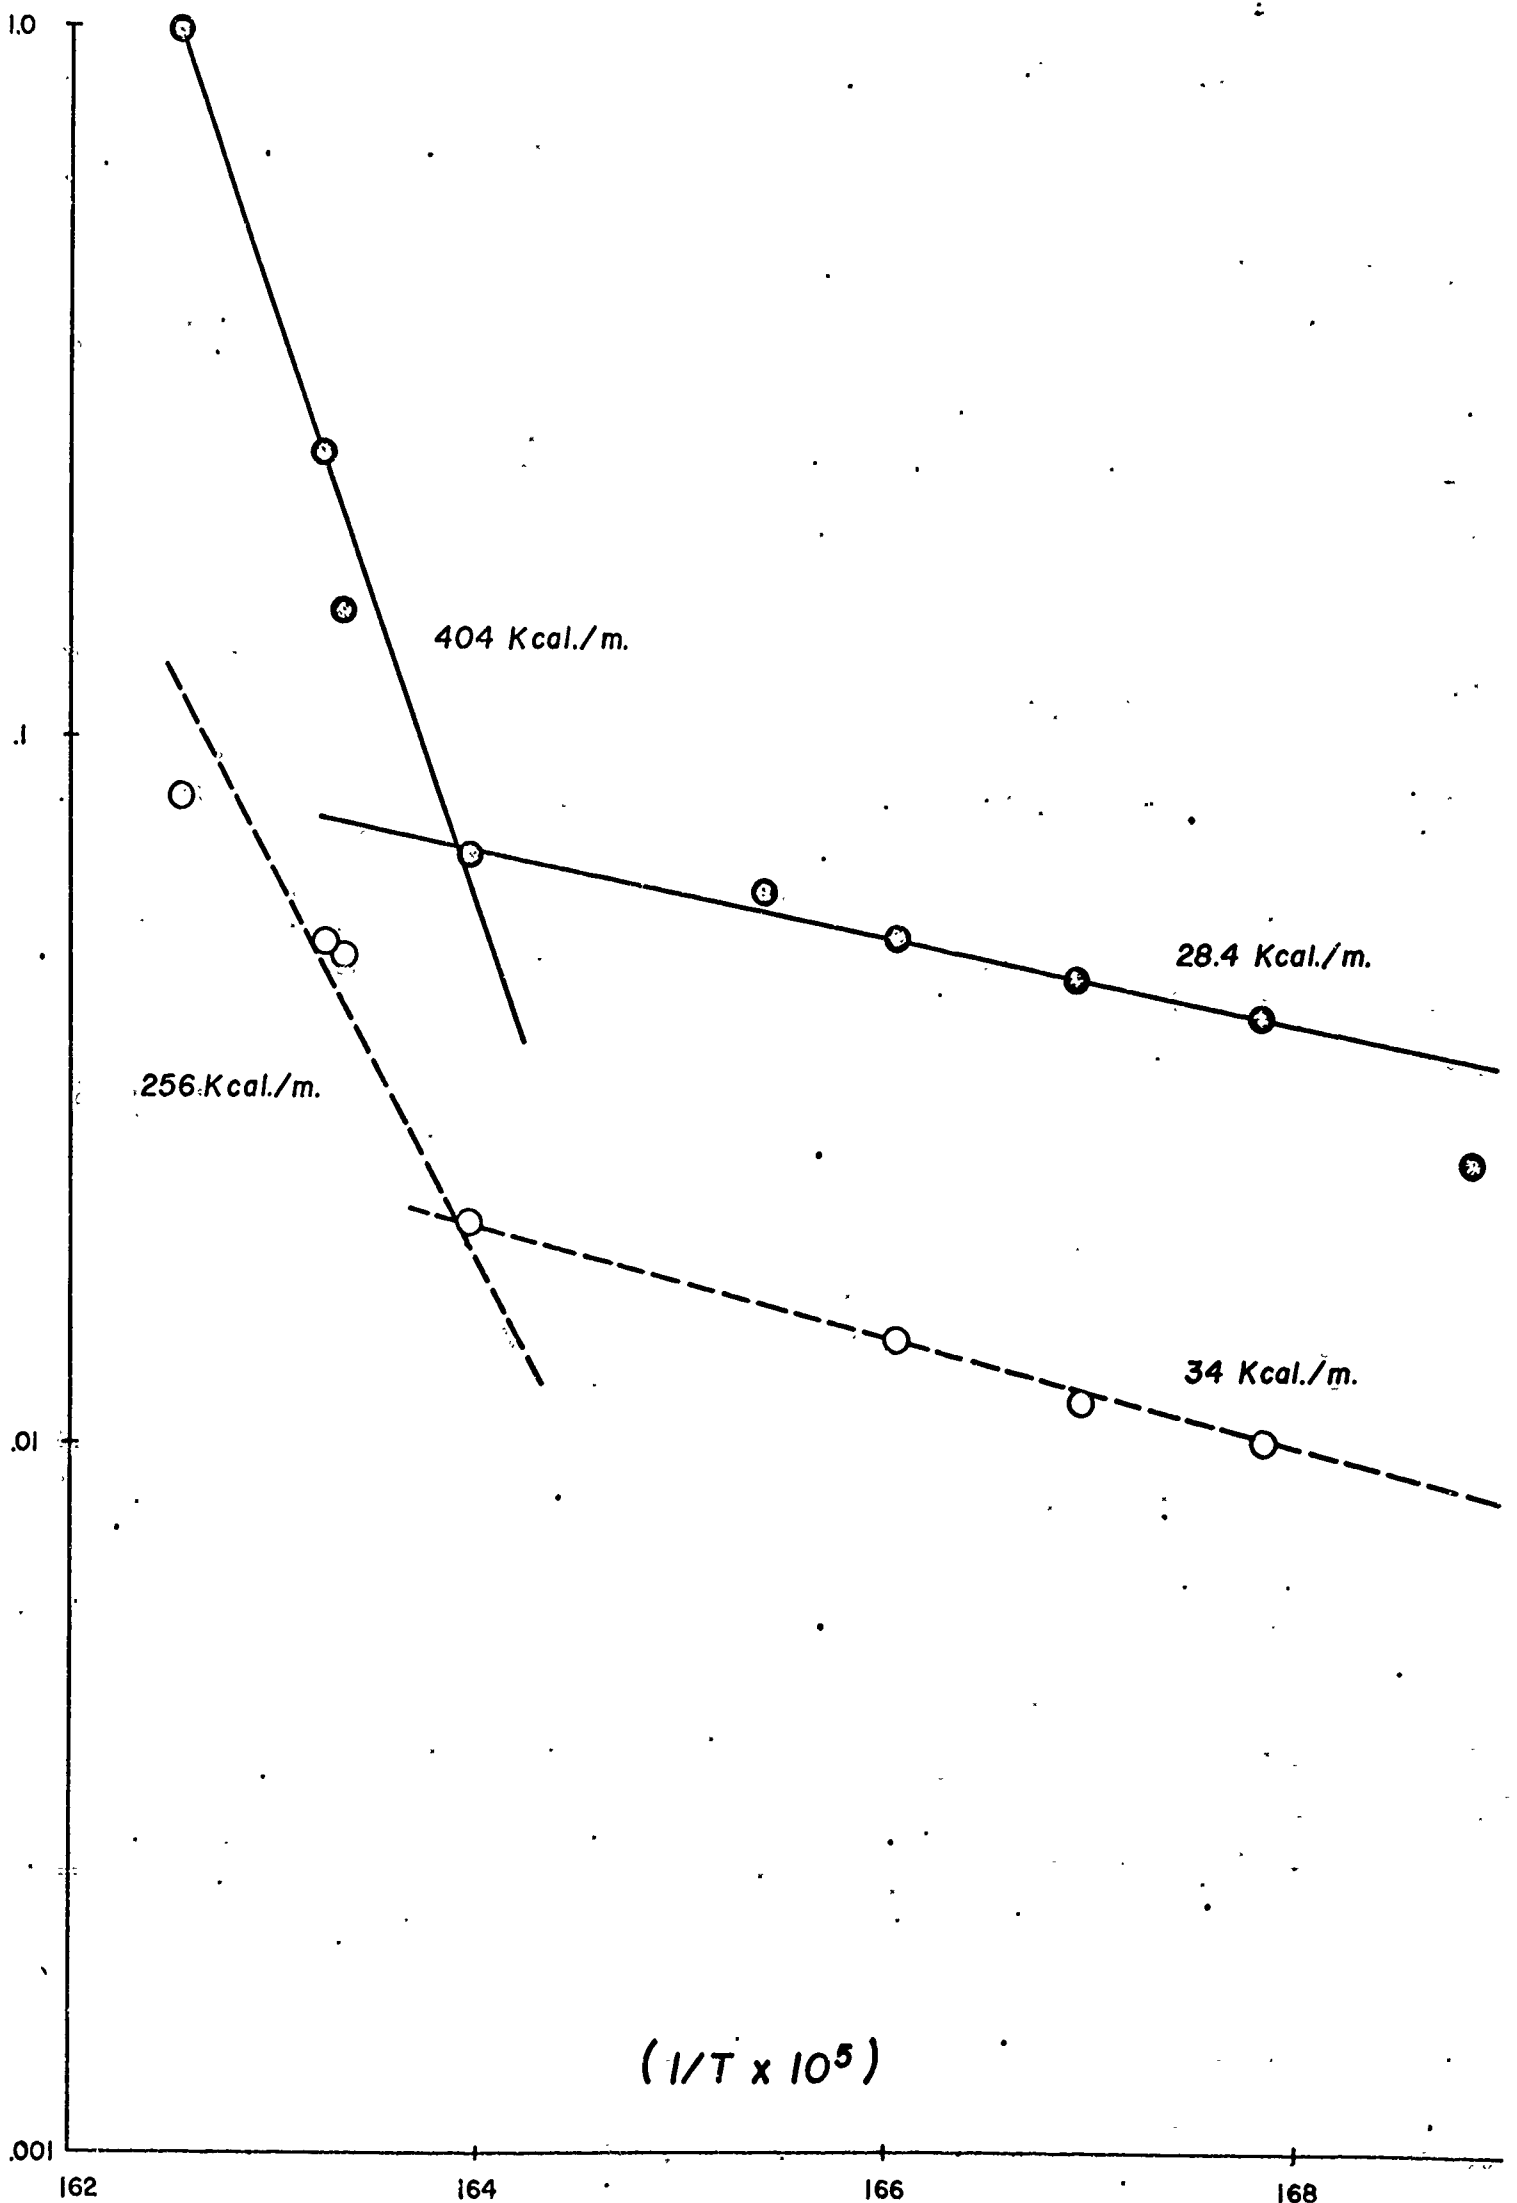 1.0
404 Kcal./m.
.1
28.4 Kcal./m.
256 Kcal./m.
34 Kcal./m.
.01
(1/T x 10⁵)
.001
162 164 166 168